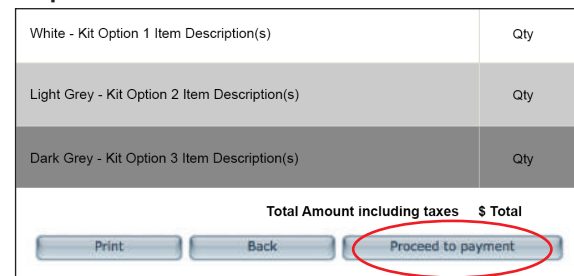 White - Kit Option 1 Item Description(s) Qty
Light Grey - Kit Option 2 Item Description(s) Qty
Dark Grey - Kit Option 3 Item Description(s) Qty
Total Amount including taxes $ Total
Print Back Proceed to payment